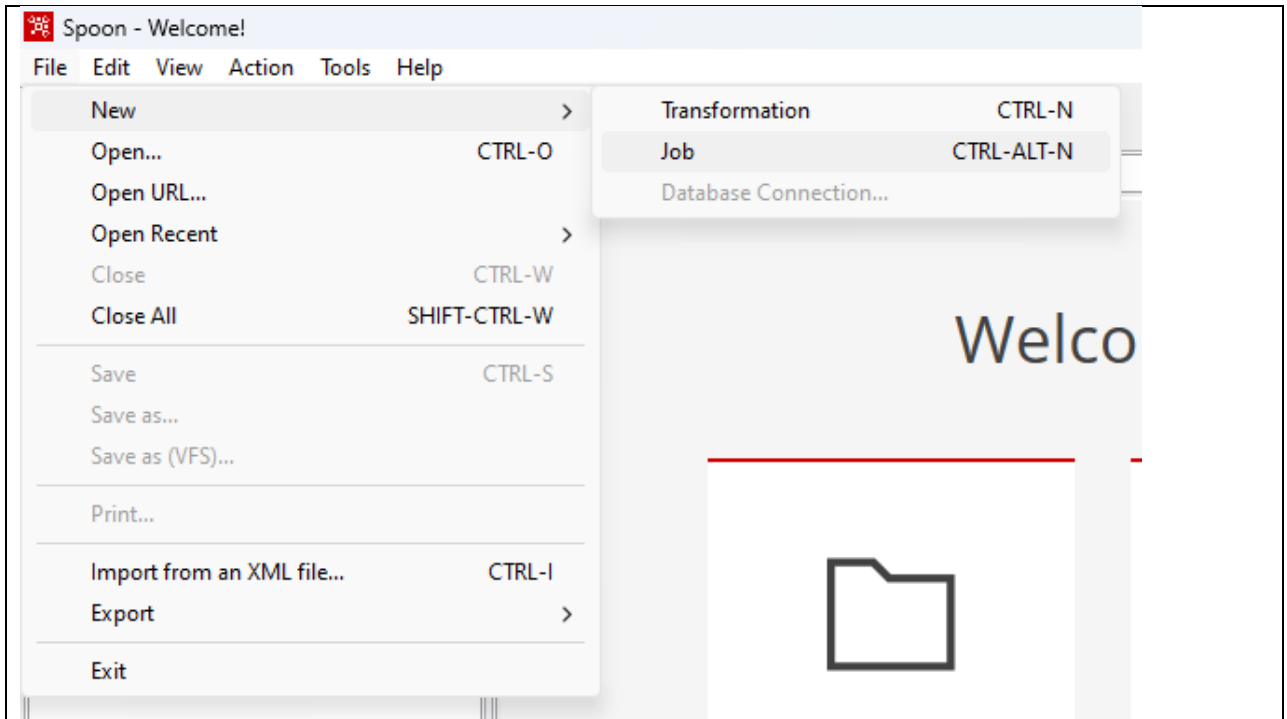 Spoon - Welcome!
File Edit View Action Tools Help
New
Transformation CTRL-N
Open... CTRL-O
Job CTRL-ALT-N
Open URL...
Database Connection...
Open Recent
Close CTRL-W
Close All SHIFT-CTRL-W
Welco
Save CTRL-S
Save as...
Save as (VFS)...
Print...
Import from an XML file... CTRL-I
Export
Exit